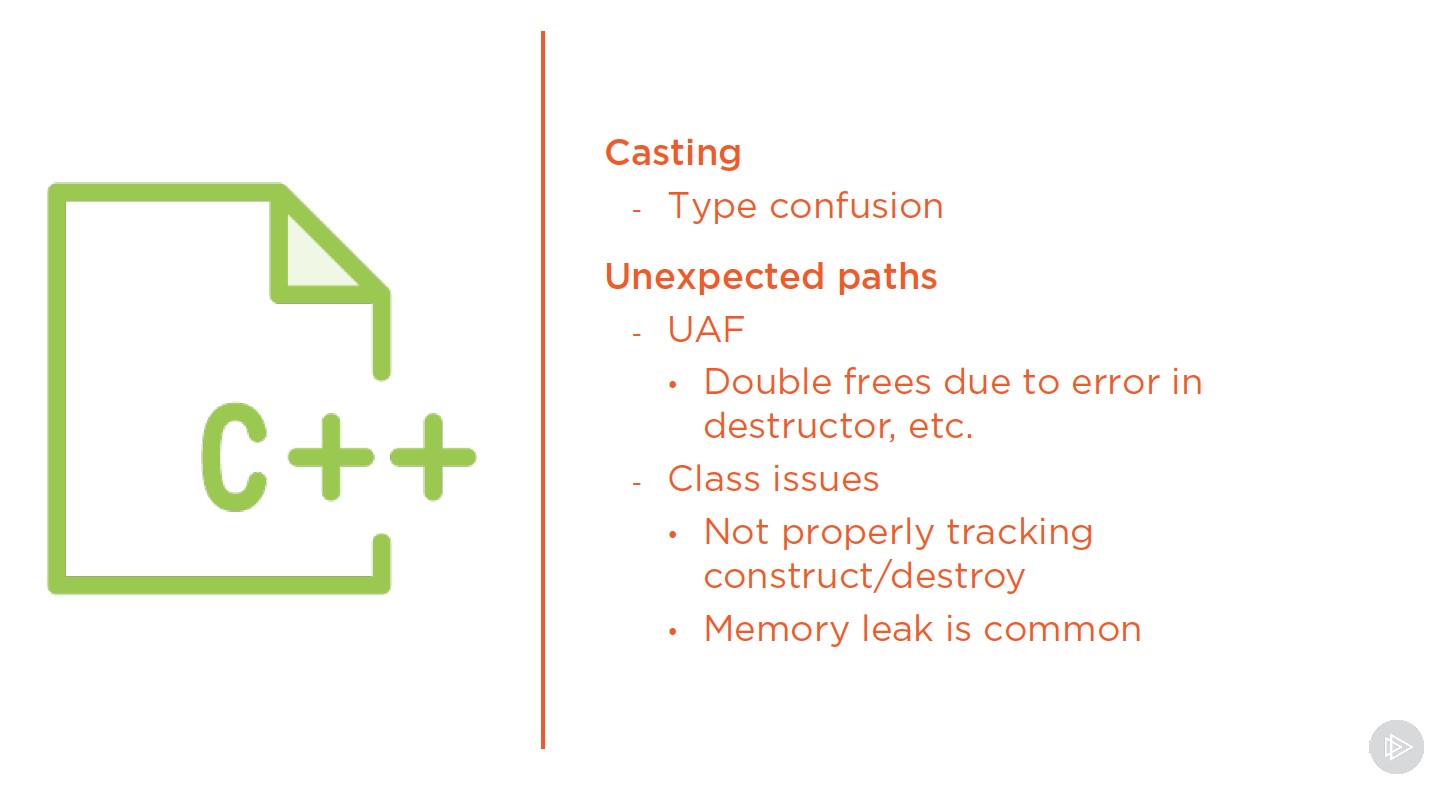 C++
Casting
- Type confusion
Unexpected paths
- UAF
• Double frees due to error in
destructor, etc.
- Class issues
• Not properly tracking
construct/destroy
• Memory leak is common